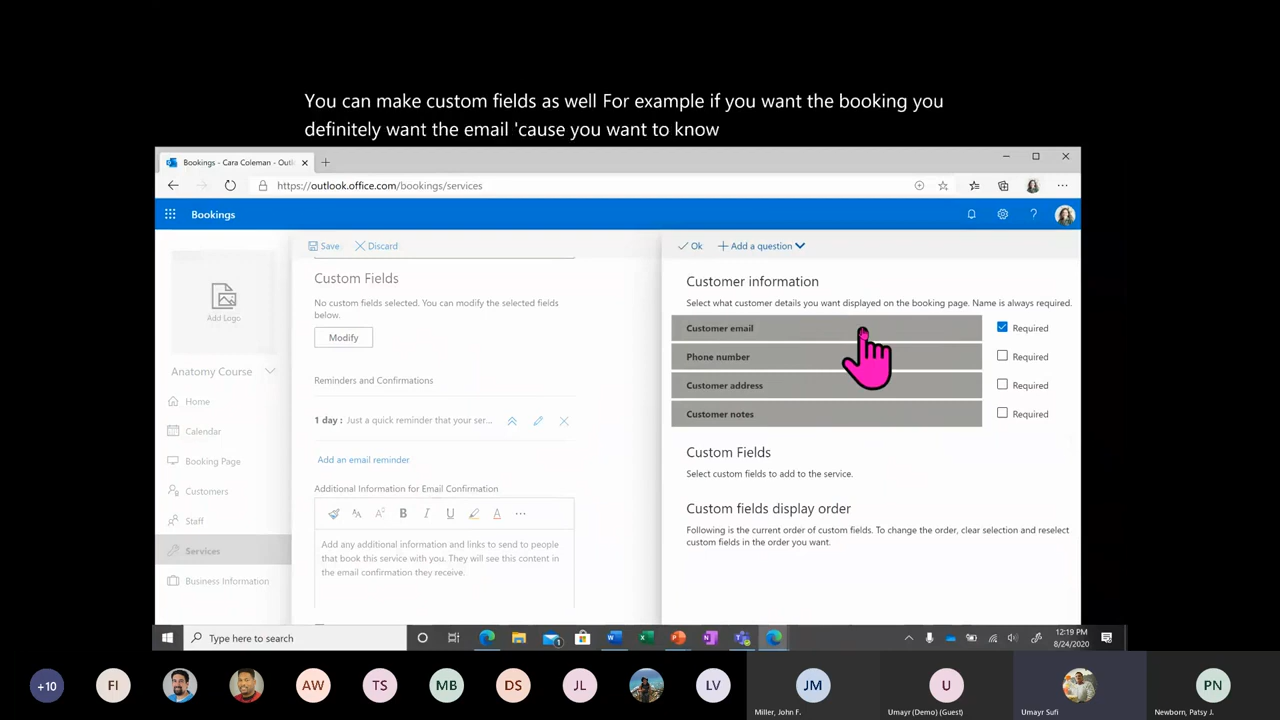 You can make custom fields as well For example if you want the booking you
definitely want the email 'cause you want to know
Bookings - Cara Coleman - Outl
https://outlook.office.com/bookings/services
Bookings
Add Logo
Anatomy Course
Home
Calendar
Booking Page
Customers
Staff
Services
Business Information
Save Discard
Custom Fields
No custom fields selected. You can modify the selected fields
below.
Modify
Reminders and Confirmations
1 day : Just a quick reminder that your ser...
Add an email reminder
Additional Information for Email Confirmation
Add any additional information and links to send to people
that book this service with you. They will see this content in
the email confirmation they receive.
Ok Add a question
Customer information
Select what customer details you want displayed on the booking page. Name is always required.
Customer email Required
Phone number Required
Customer address Required
Customer notes Required
Custom Fields
Select custom fields to add to the service.
Custom fields display order
Following is the current order of custom fields. To change the order, clear selection and reselect
custom fields in the order you want.
Type here to search
12:19 PM
8/24/2020
+10 FI AW TS MB DS JL LV JM U PN
Miller, John F. Umayr (Demo) (Guest) Umayr Sufi Newborn, Patsy J.